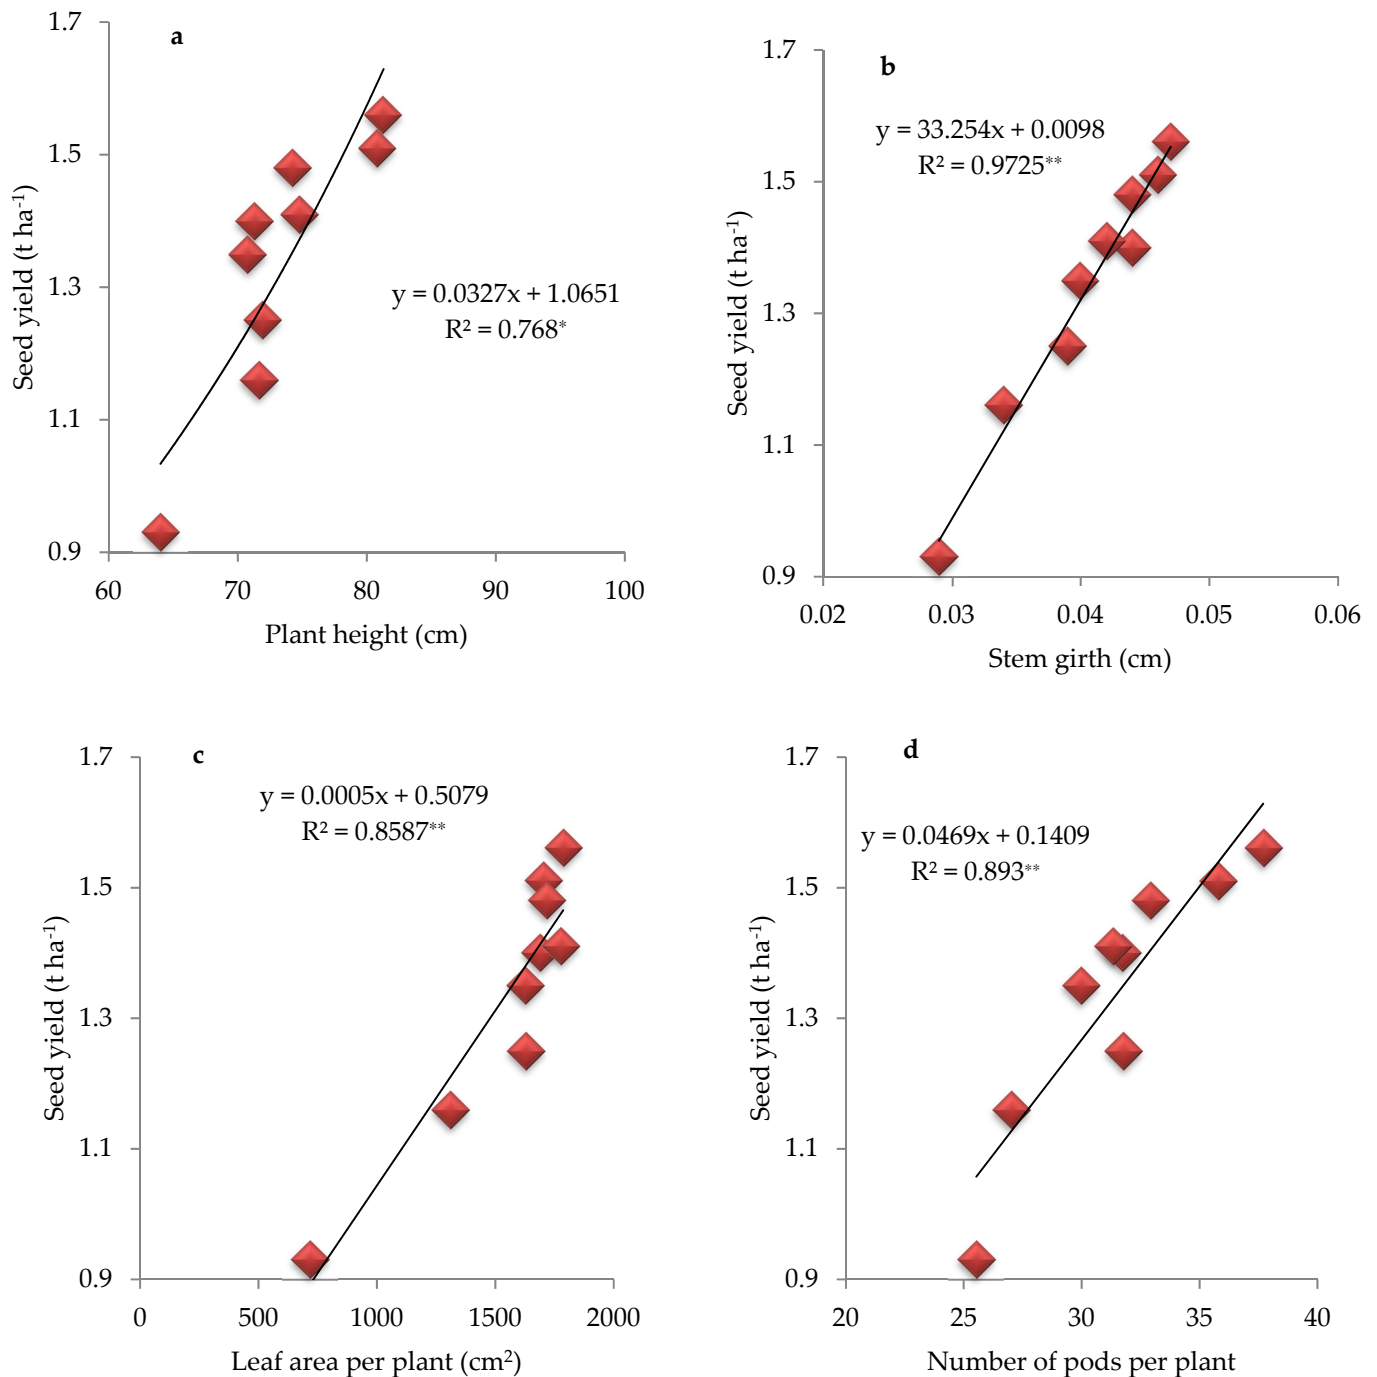 a
1.7
1.5
1.3
1.1
0.9
Seed yield (t ha-1)
y = 0.0327x + 1.0651
R² = 0.768*
60 70 80 90 100
Plant height (cm)
b
1.7
1.5
1.3
1.1
0.9
Seed yield (t ha-1)
y = 33.254x + 0.0098
R² = 0.9725**
0.02 0.03 0.04 0.05 0.06
Stem girth (cm)
c
1.7
1.5
1.3
1.1
0.9
Seed yield (t ha-1)
y = 0.0005x + 0.5079
R² = 0.8587**
0 500 1000 1500 2000
Leaf area per plant (cm²)
d
1.7
1.5
1.3
1.1
0.9
Seed yield (t ha-1)
y = 0.0469x + 0.1409
R² = 0.893**
20 25 30 35 40
Number of pods per plant